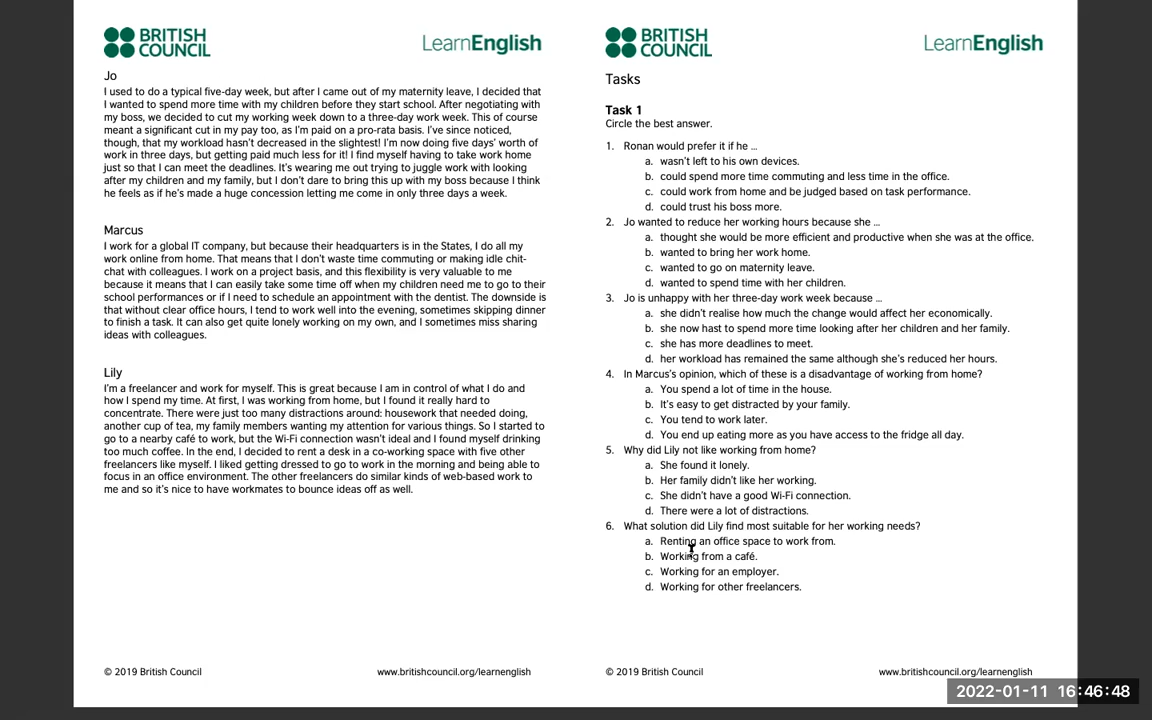 BRITISH
COUNCIL
LearnEnglish
Jo
I used to do a typical five-day week, but after I came out of my maternity leave, I decided that
I wanted to spend more time with my children before they start school. After negotiating with
my boss, we decided to cut my working week down to a three-day work week. This of course
meant a significant cut in my pay too, as I'm paid on a pro-rata basis. I've since noticed,
though, that my workload hasn't decreased in the slightest! I'm now doing five days' worth of
work in three days, but getting paid much less for it! I find myself having to take work home
just so that I can meet the deadlines. It's wearing me out trying to juggle work with looking
after my children and my family, but I don't dare to bring this up with my boss because I think
he feels as if he's made a huge concession letting me come in only three days a week.
Marcus
I work for a global IT company, but because their headquarters is in the States, I do all my
work online from home. That means that I don't waste time commuting or making idle chit-
chat with colleagues. I work on a project basis, and this flexibility is very valuable to me
because it means that I can easily take some time off when my children need me to go to their
school performances or if I need to schedule an appointment with the dentist. The downside is
that without clear office hours, I tend to work well into the evening, sometimes skipping dinner
to finish a task. It can also get quite lonely working on my own, and I sometimes miss sharing
ideas with colleagues.
Lily
I'm a freelancer and work for myself. This is great because I am in control of what I do and
how I spend my time. At first, I was working from home, but I found it really hard to
concentrate. There were just too many distractions around: housework that needed doing,
another cup of tea, my family members wanting my attention for various things. So I started to
go to a nearby café to work, but the Wi-Fi connection wasn't ideal and I found myself drinking
too much coffee. In the end, I decided to rent a desk in a co-working space with five other
freelancers like myself. I liked getting dressed to go to work in the morning and being able to
focus in an office environment. The other freelancers do similar kinds of web-based work to
me and so it's nice to have workmates to bounce ideas off as well.
© 2019 British Council
www.britishcouncil.org/learnenglish
BRITISH
COUNCIL
LearnEnglish
Tasks
Task 1
Circle the best answer.
1. Ronan would prefer it if he …
a. wasn't left to his own devices.
b. could spend more time commuting and less time in the office.
c. could work from home and be judged based on task performance.
d. could trust his boss more.
2. Jo wanted to reduce her working hours because she …
a. thought she would be more efficient and productive when she was at the office.
b. wanted to bring her work home.
c. wanted to go on maternity leave.
d. wanted to spend time with her children.
3. Jo is unhappy with her three-day work week because …
a. she didn't realise how much the change would affect her economically.
b. she now hast to spend more time looking after her children and her family.
c. she has more deadlines to meet.
d. her workload has remained the same although she's reduced her hours.
4. In Marcus's opinion, which of these is a disadvantage of working from home?
a. You spend a lot of time in the house.
b. It's easy to get distracted by your family.
c. You tend to work later.
d. You end up eating more as you have access to the fridge all day.
5. Why did Lily not like working from home?
a. She found it lonely.
b. Her family didn't like her working.
c. She didn't have a good Wi-Fi connection.
d. There were a lot of distractions.
6. What solution did Lily find most suitable for her working needs?
a. Renting an office space to work from.
b. Working from a café.
c. Working for an employer.
d. Working for other freelancers.
© 2019 British Council
www.britishcouncil.org/learnenglish
2022-01-11 16:46:48